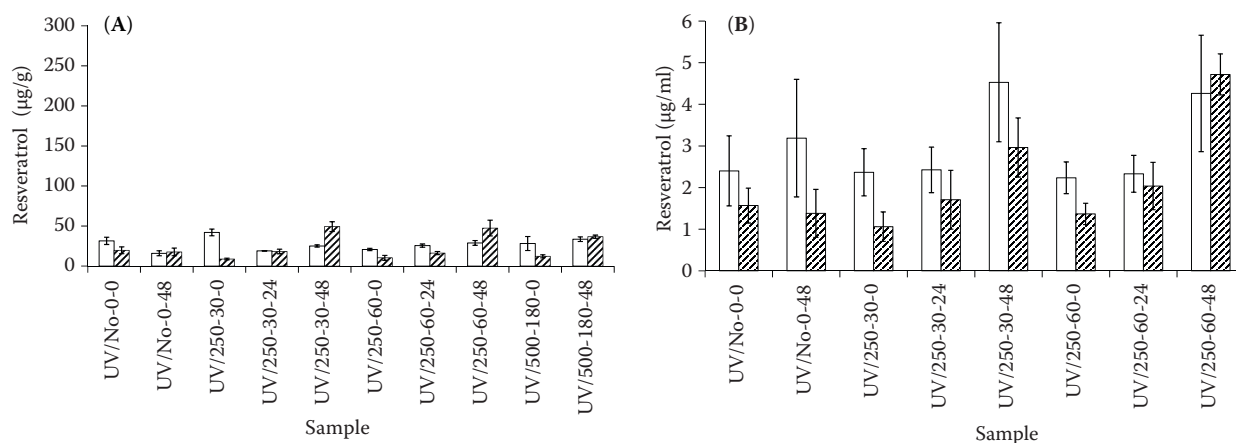 (A)
Resveratrol (µg/g)
300
250
200
150
100
50
0
UV/No-0-0
UV/No-0-48
UV/250-30-0
UV/250-30-24
UV/250-30-48
UV/250-60-0
UV/250-60-24
UV/250-60-48
UV/500-180-0
UV/500-180-48
Sample
(B)
Resveratrol (µg/ml)
6
5
4
3
2
1
0
UV/No-0-0
UV/No-0-48
UV/250-30-0
UV/250-30-24
UV/250-30-48
UV/250-60-0
UV/250-60-24
UV/250-60-48
Sample